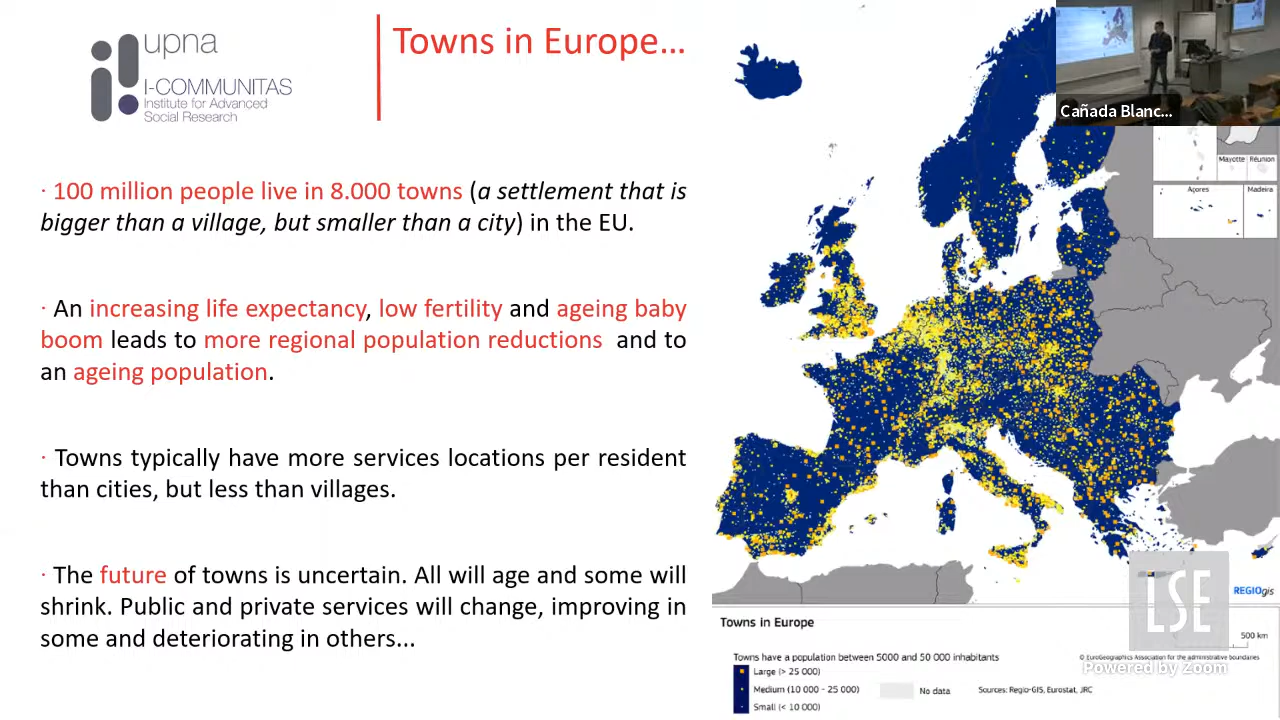 upna
I-COMMUNITAS
Institute for Advanced
Social Research
Towns in Europe...
· 100 million people live in 8.000 towns (a settlement that is
bigger than a village, but smaller than a city) in the EU.
· An increasing life expectancy, low fertility and ageing baby
boom leads to more regional population reductions and to
an ageing population.
· Towns typically have more services locations per resident
than cities, but less than villages.
· The future of towns is uncertain. All will age and some will
shrink. Public and private services will change, improving in
some and deteriorating in others...
Cañada Blanc...
Mayotte
Réunion
Açores
Madeira
REGIOgis
LSE
500 km
Towns in Europe
Towns have a population between 5000 and 50 000 inhabitants
© EuroGeographics Association for the administrative boundaries
Powered by Zoom
Large (> 25 000)
Medium (10 000 - 25 000)
No data
Sources: Regio-GIS, Eurostat, JRC
Small (< 10 000)